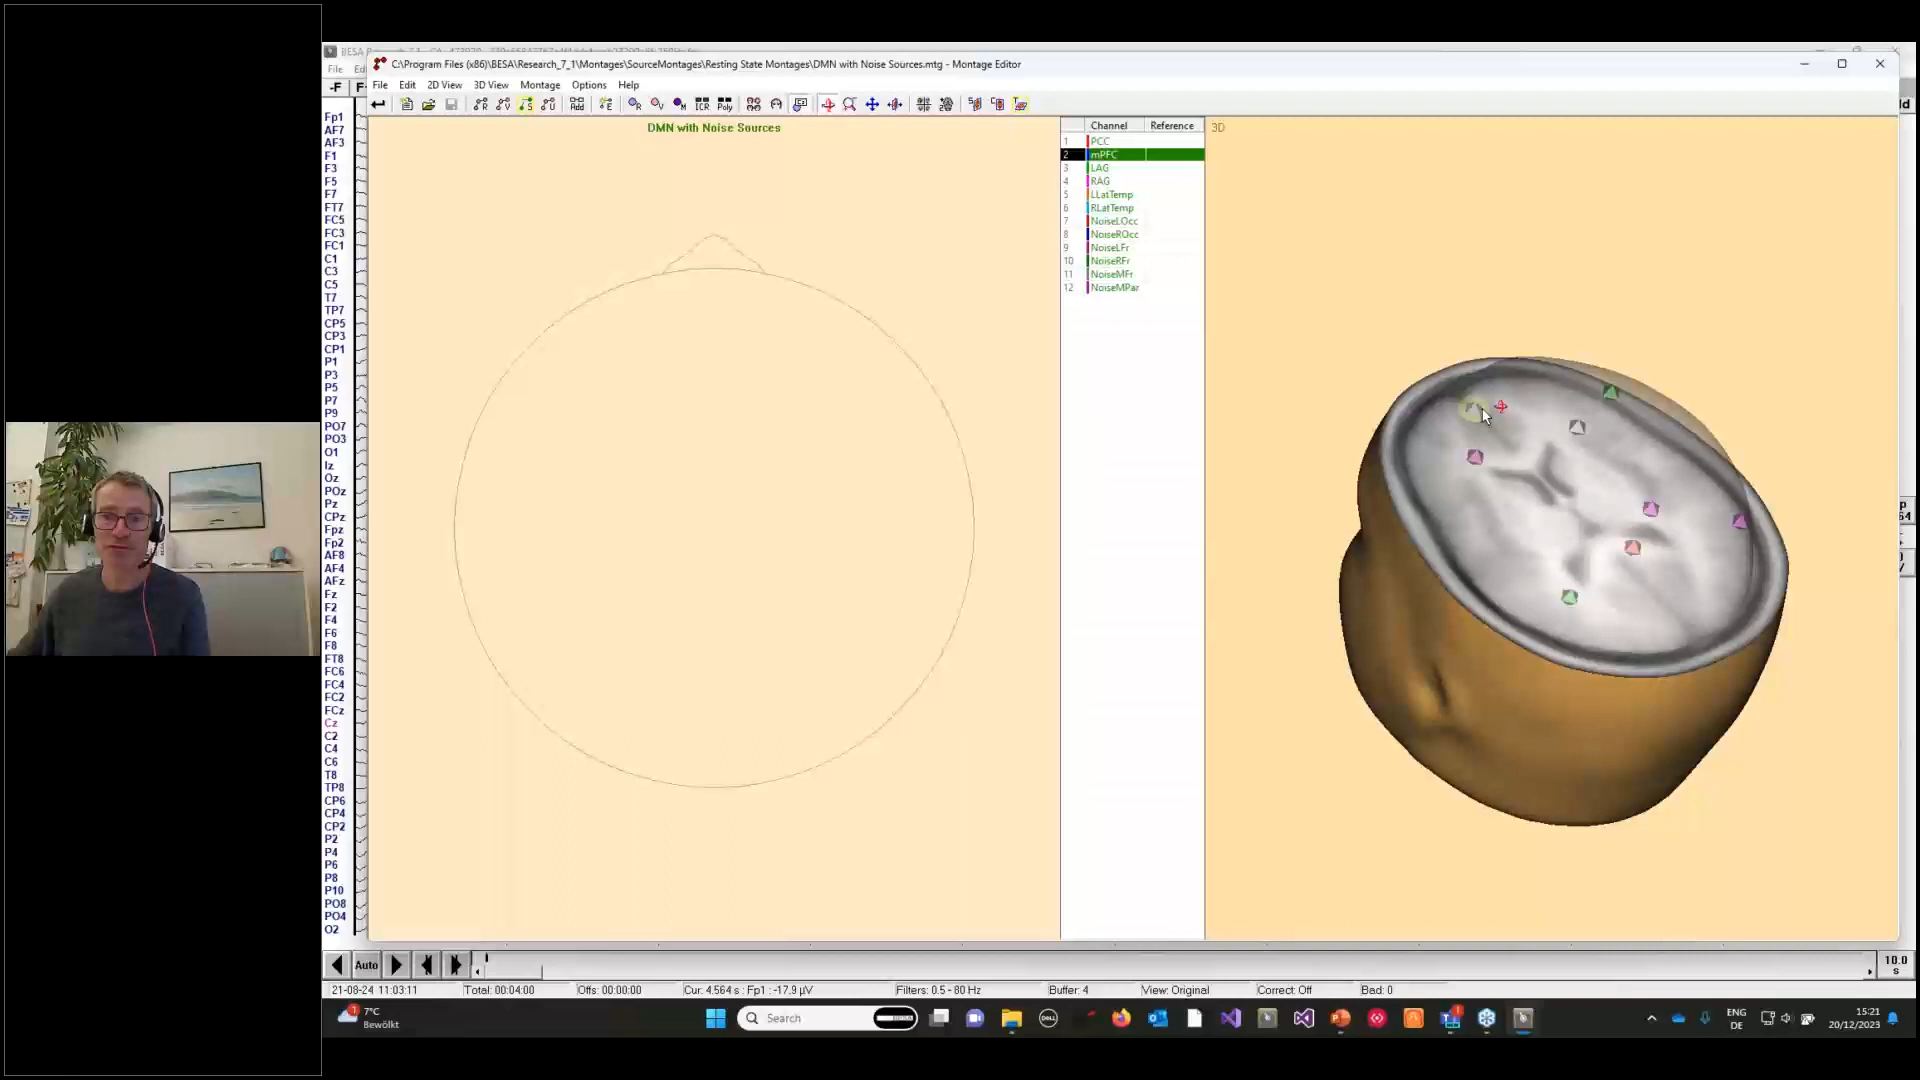 C:\Program Files (x86)\BESA\Research_7_1\Montages\SourceMontages\Resting State Montages\DMN with Noise Sources.mtg - Montage Editor
File Edit 2D View 3D View Montage Options Help
File
-F
DMN with Noise Sources
Channel Reference
3D
1 PCC
2 mPFC
3 LAG
4 RAG
5 LLatTemp
6 RLatTemp
7 NoiseLOcc
8 NoiseROcc
9 NoiseLFr
10 NoiseRFr
11 NoiseMFr
12 NoiseMPar
Fp1
AF7
AF3
F1
F3
F5
F7
FT7
FC5
FC3
FC1
C1
C3
C5
T7
TP7
CP5
CP3
CP1
P1
P3
P5
P7
P9
PO7
PO3
O1
Iz
Oz
POz
Pz
CPz
Fpz
Fp2
AF8
AF4
AFz
Fz
F2
F4
F6
F8
FT8
FC6
FC4
FC2
FCz
Cz
C2
C4
C6
T8
TP8
CP6
CP4
CP2
P2
P4
P6
P8
P10
PO8
PO4
O2
Auto
10.0
s
21-08-24 11:03:11 Total: 00:04:00 Offs: 00:00:00 Cur: 4.564 s : Fp1 : -17.9 µV Filters: 0.5 - 80 Hz Buffer: 4 View: Original Correct: Off Bad: 0
7°C
Bewölkt
Search
DELL
ENG
DE
15:21
20/12/2023